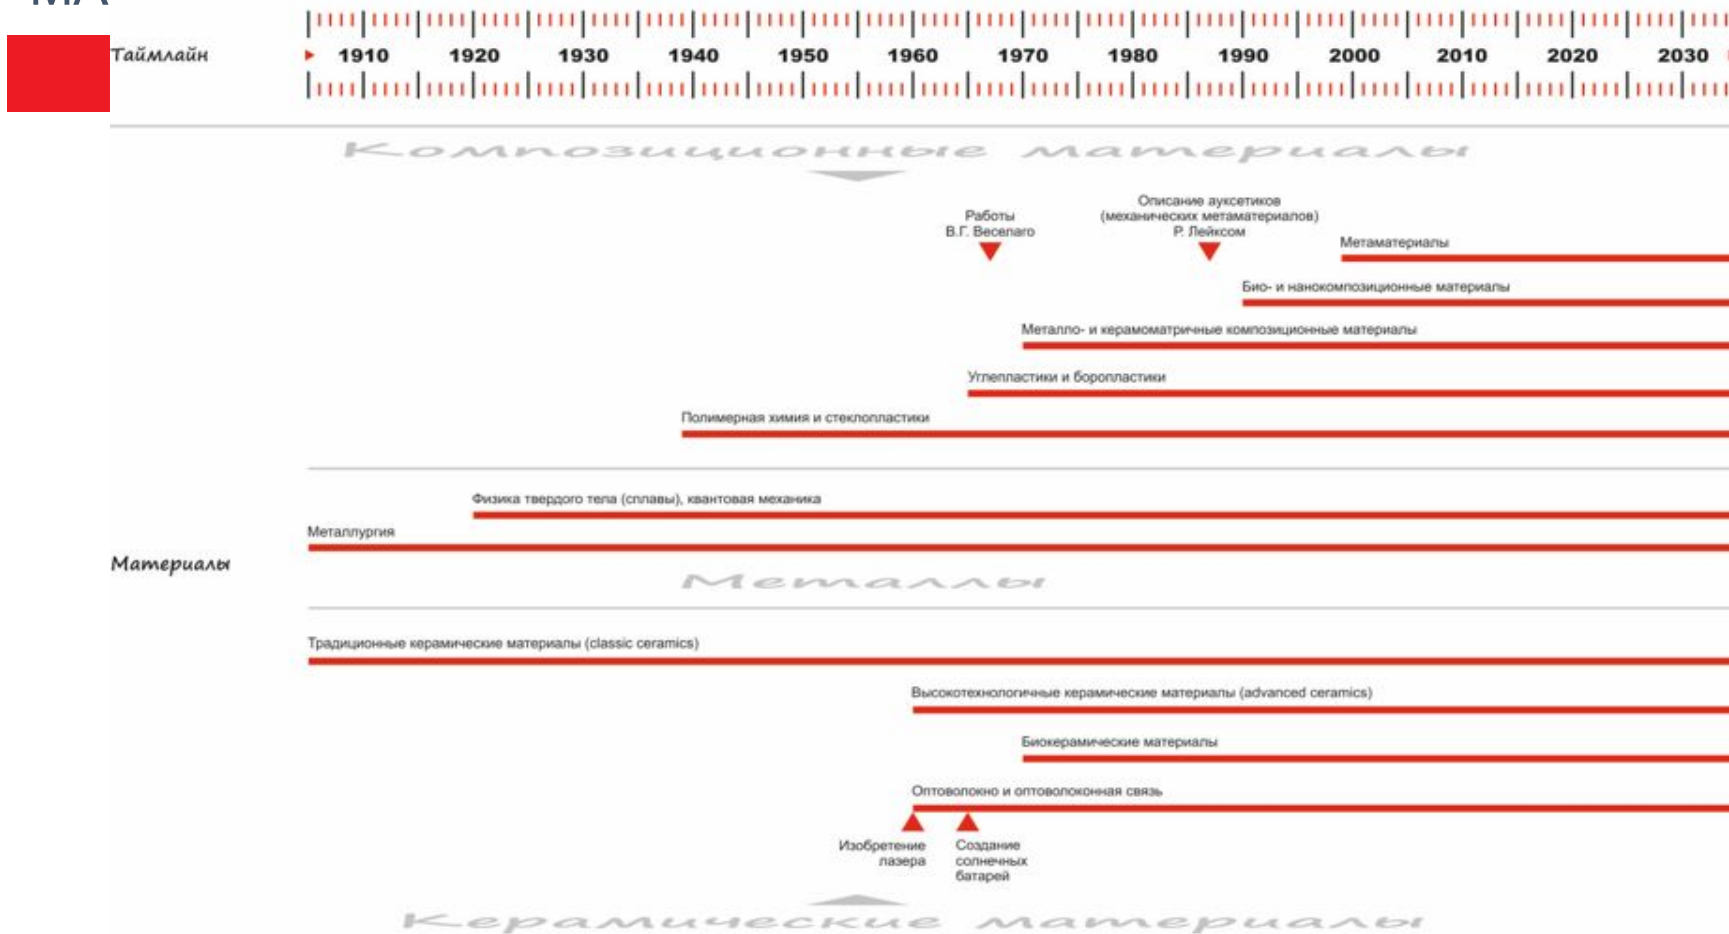 МА
Таймлайн
1910 1920 1930 1940 1950 1960 1970 1980 1990 2000 2010 2020 2030
Композиционные материалы
Работы
В.Г. Веселаго
Описание ауксетиков
(механических метаматериалов)
Р. Лейксом
Метаматериалы
Био- и нанокомпозиционные материалы
Металло- и керамоматричные композиционные материалы
Углепластики и боропластики
Полимерная химия и стеклопластики
Физика твердого тела (сплавы), квантовая механика
Металлургия
Материалы
Металлы
Традиционные керамические материалы (classic ceramics)
Высокотехнологичные керамические материалы (advanced ceramics)
Биокерамические материалы
Оптоволокно и оптоволоконная связь
Изобретение
лазера
Создание
солнечных
батарей
Керамические материалы